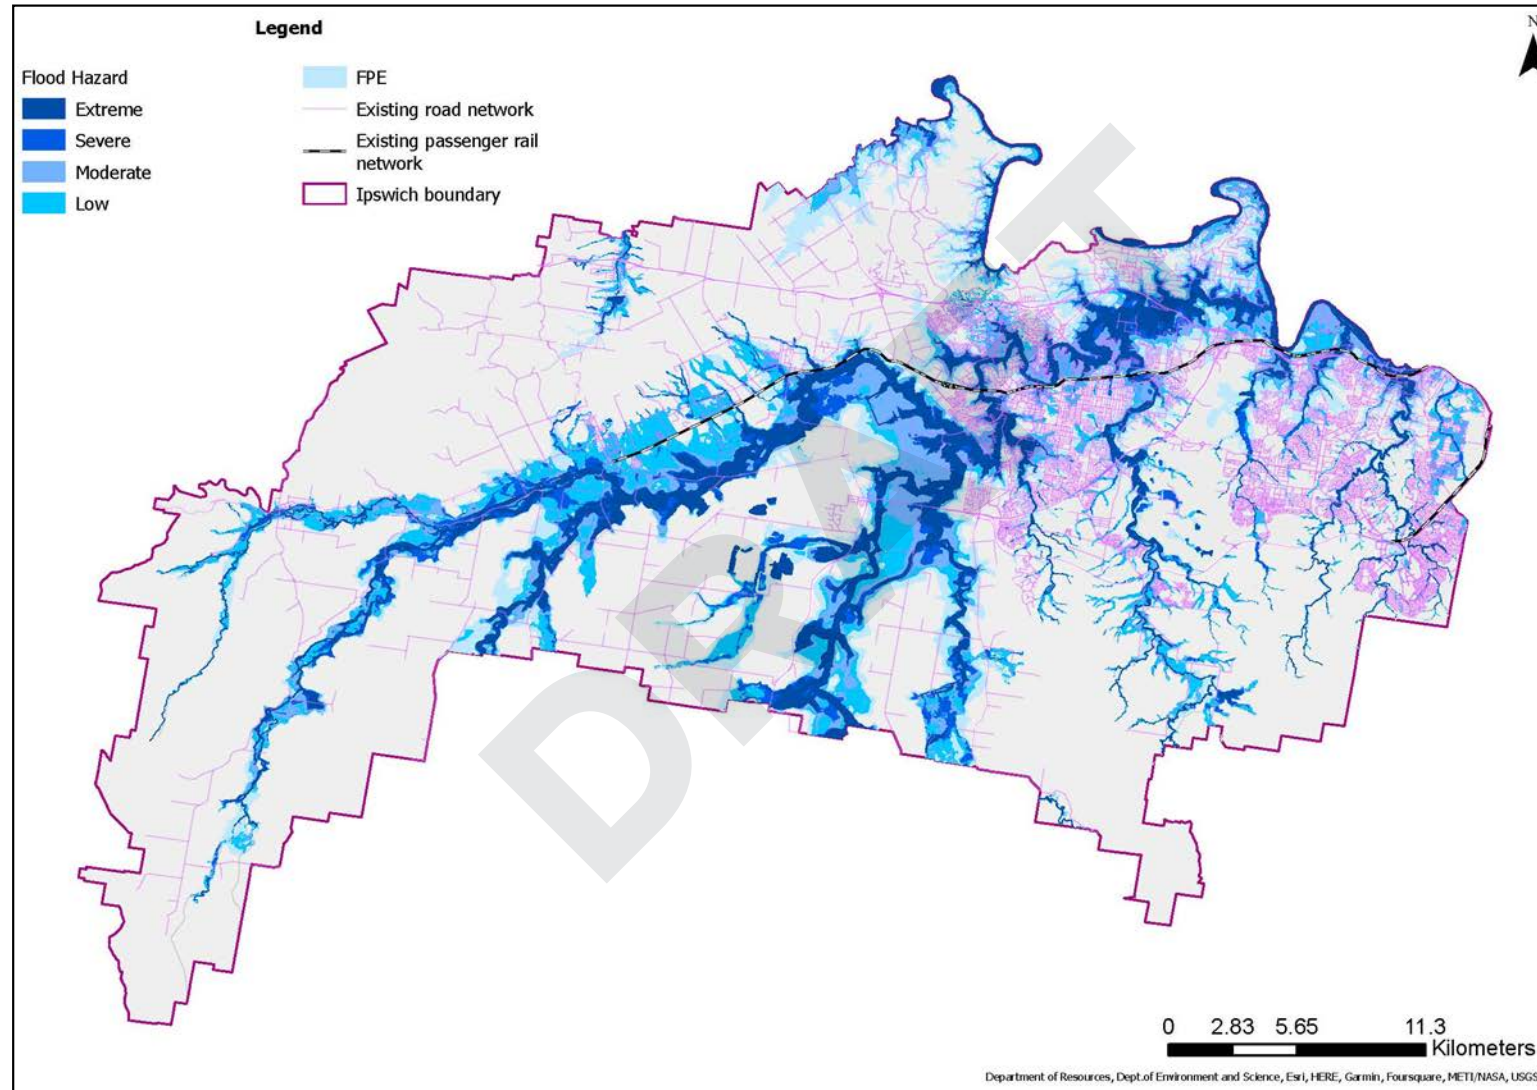 Legend
Flood Hazard
Extreme
Severe
Moderate
Low
FPE
Existing road network
Existing passenger rail
network
Ipswich boundary
N
DRAFT
0 2.83 5.65 11.3
Kilometers
Department of Resources, Dept.of Environment and Science, Esri, HERE, Garmin, Foursquare, METI/NASA, USGS